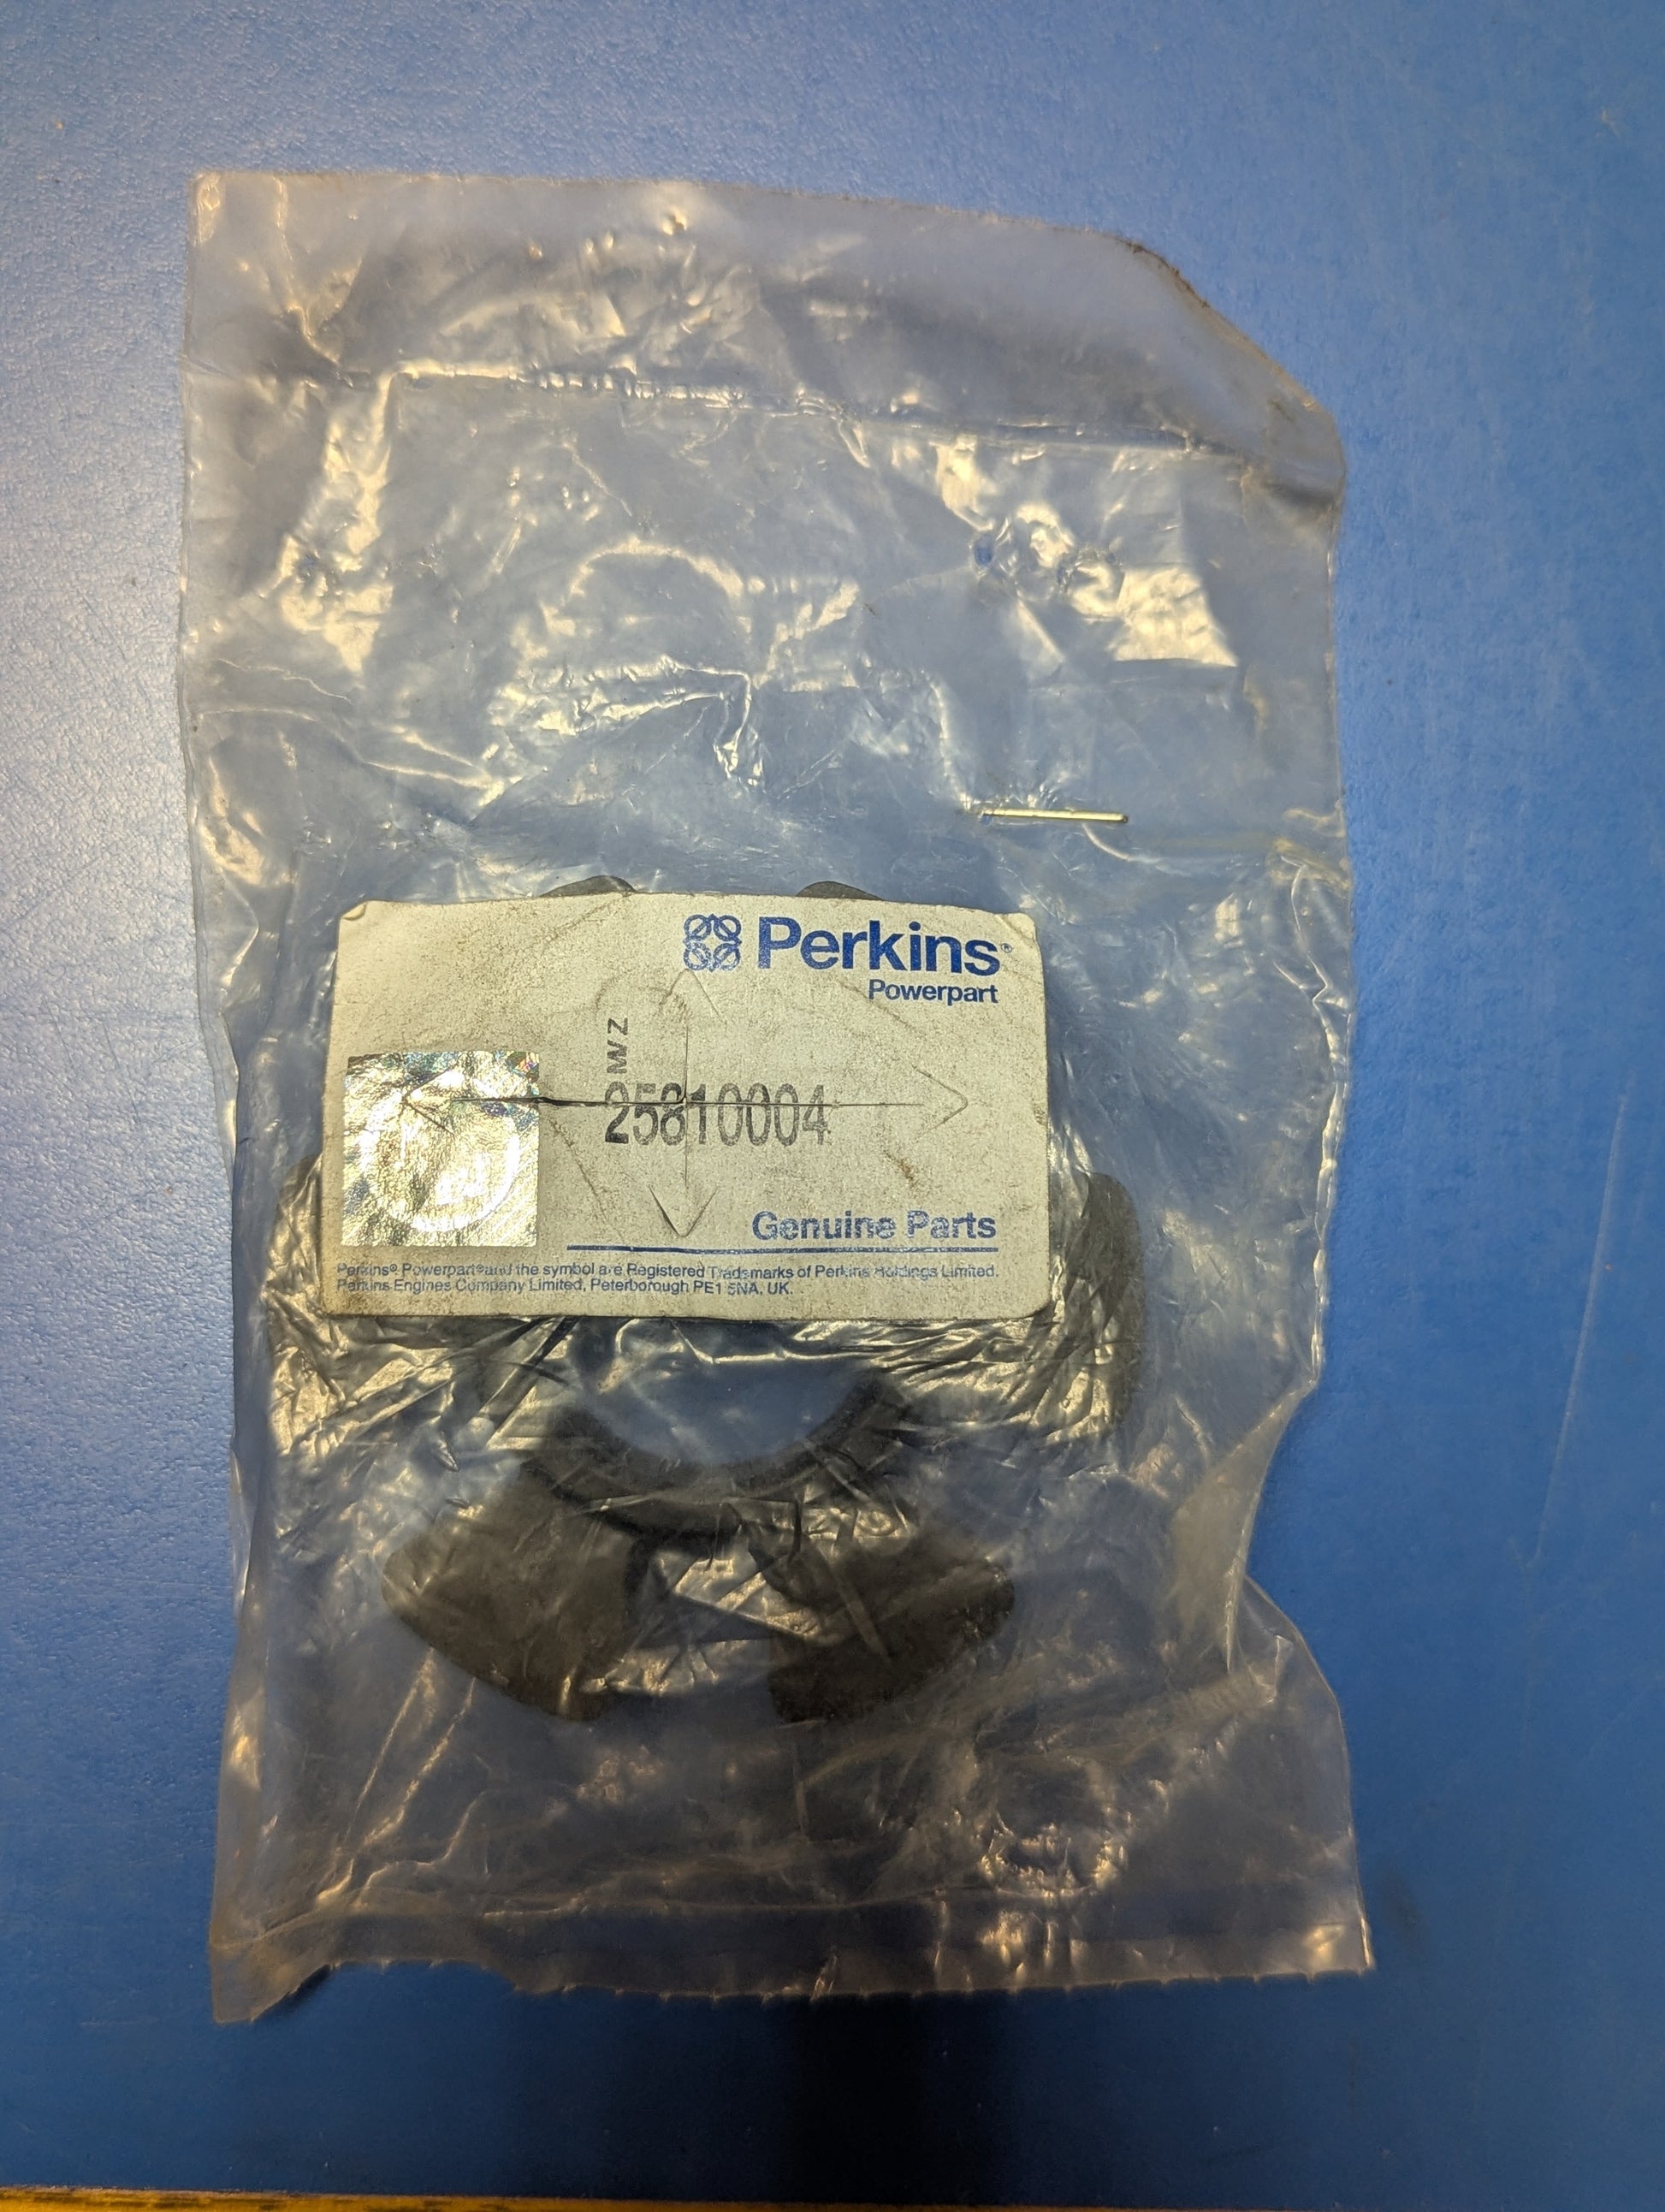 Perkins®
Powerpart
M Z
25810004
Genuine Parts
Perkins® Powerpart® and the symbol are Registered Trademarks of Perkins Holdings Limited.
Perkins Engines Company Limited, Peterborough PE1 5NA, UK.